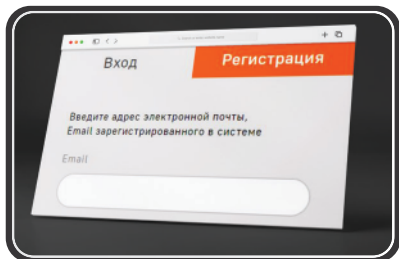 Вход
Регистрация
Введите адрес электронной почты,
Email зарегистрированного в системе
Email